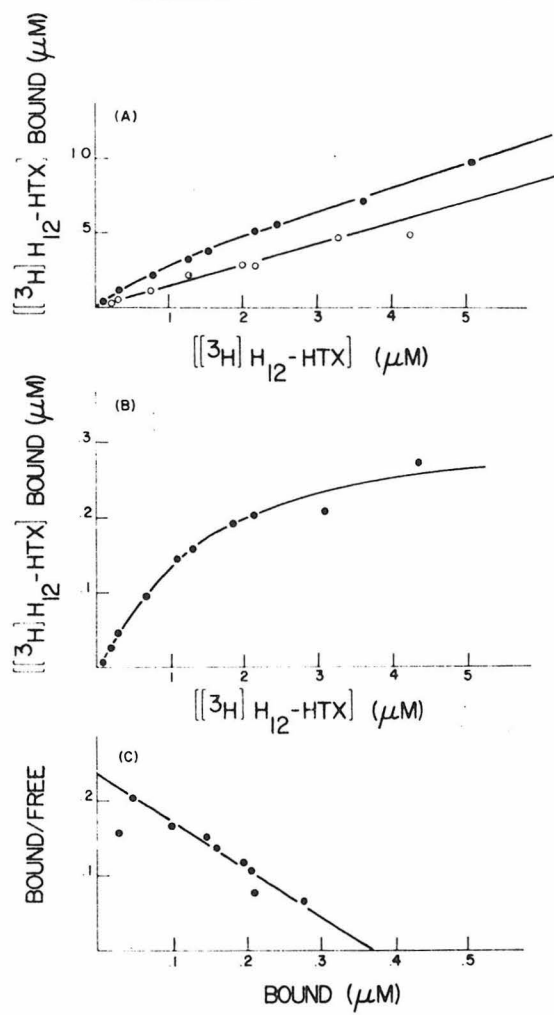 [[³H]H₁₂-HTX] BOUND (μM)
(A)
10
5
1 2 3 4 5
[[³H]H₁₂-HTX] (μM)
[[³H]H₁₂-HTX] BOUND (μM)
(B)
.3
.2
.1
1 2 3 4 5
[[³H]H₁₂-HTX] (μM)
BOUND/FREE
(C)
.2
.1
.1 .2 .3 .4 .5
BOUND (μM)